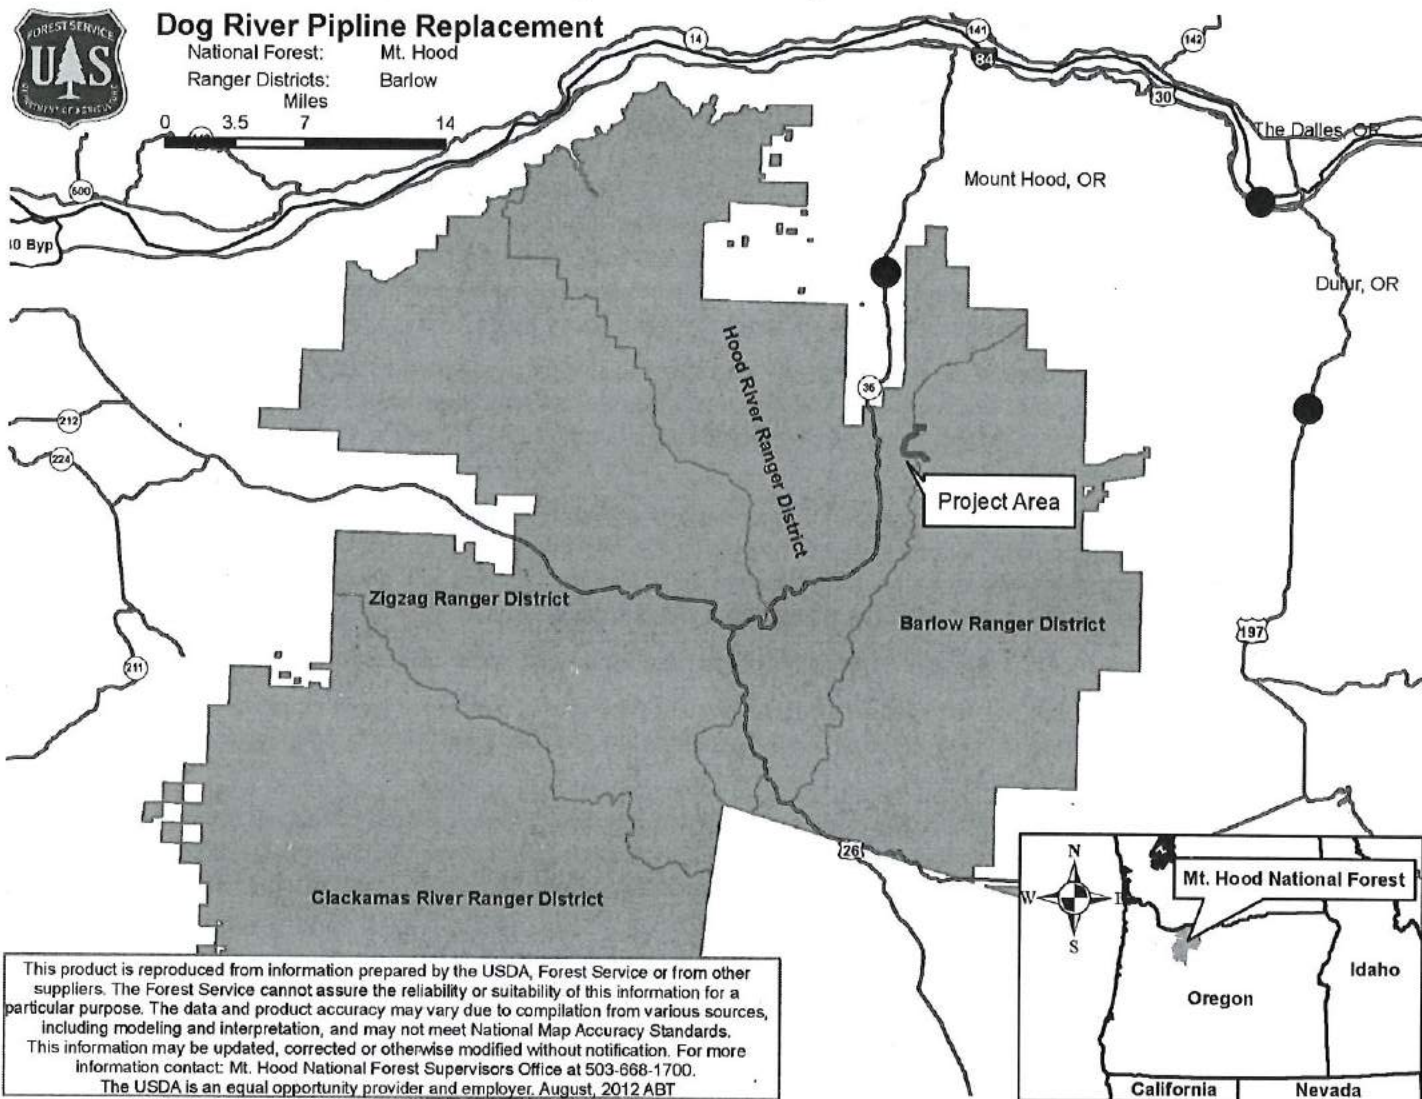 FOREST SERVICE
UAS
DEPARTMENT OF AGRICULTURE
Dog River Pipline Replacement
National Forest: Mt. Hood
Ranger Districts: Barlow
Miles
0 3.5 7 14
14
141
84
142
30
The Dalles, OR
Mount Hood, OR
500
Byp
Dufur, OR
Hood River Ranger District
35
212
224
Project Area
Zigzag Ranger District
Barlow Ranger District
197
211
26
Clackamas River Ranger District
N
W
S
Mt. Hood National Forest
Idaho
Oregon
California
Nevada
This product is reproduced from information prepared by the USDA, Forest Service or from other
suppliers. The Forest Service cannot assure the reliability or suitability of this information for a
particular purpose. The data and product accuracy may vary due to compilation from various sources,
including modeling and interpretation, and may not meet National Map Accuracy Standards.
This information may be updated, corrected or otherwise modified without notification. For more
information contact: Mt. Hood National Forest Supervisors Office at 503-668-1700.
The USDA is an equal opportunity provider and employer. August, 2012 ABT